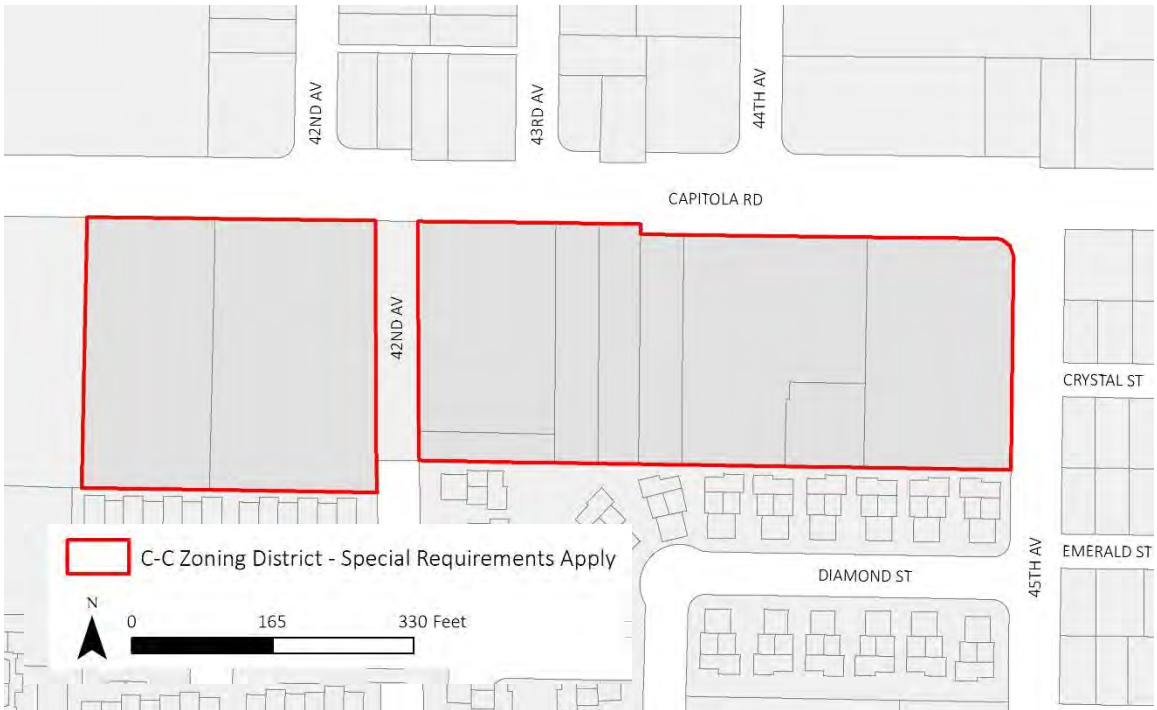 42ND AV
43RD AV
44TH AV
CAPITOLA RD
42ND AV
CRYSTAL ST
EMERALD ST
45TH AV
DIAMOND ST
C-C Zoning District - Special Requirements Apply
N
0 165 330 Feet